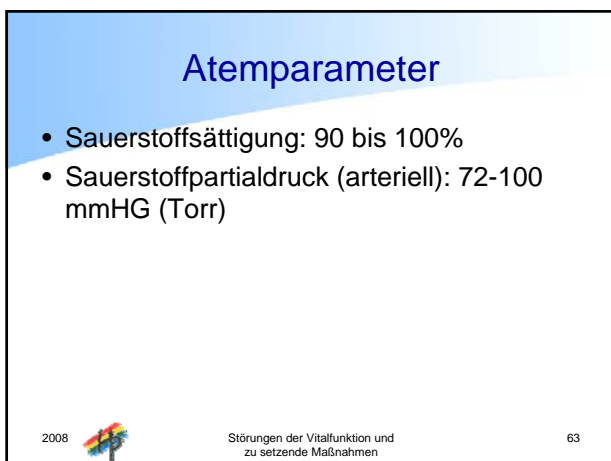 Atemparameter
• Sauerstoffsättigung: 90 bis 100%
• Sauerstoffpartialdruck (arteriell): 72-100
mmHG (Torr)
2008
Störungen der Vitalfunktion und
zu setzende Maßnahmen
63